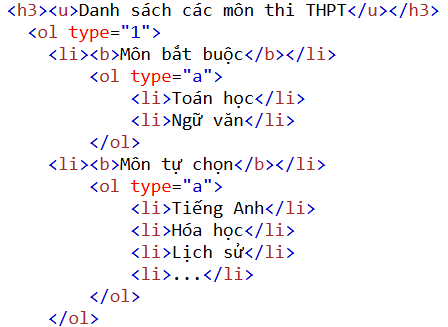 <h3><u>Danh sách các môn thi THPT</u></h3>
<ol type="1">
<li><b>Môn bắt buộc</b></li>
<ol type="a">
<li>Toán học</li>
<li>Ngữ văn</li>
</ol>
<li><b>Môn tự chọn</b></li>
<ol type="a">
<li>Tiếng Anh</li>
<li>Hóa học</li>
<li>Lịch sử</li>
<li>...</li>
</ol>
</ol>